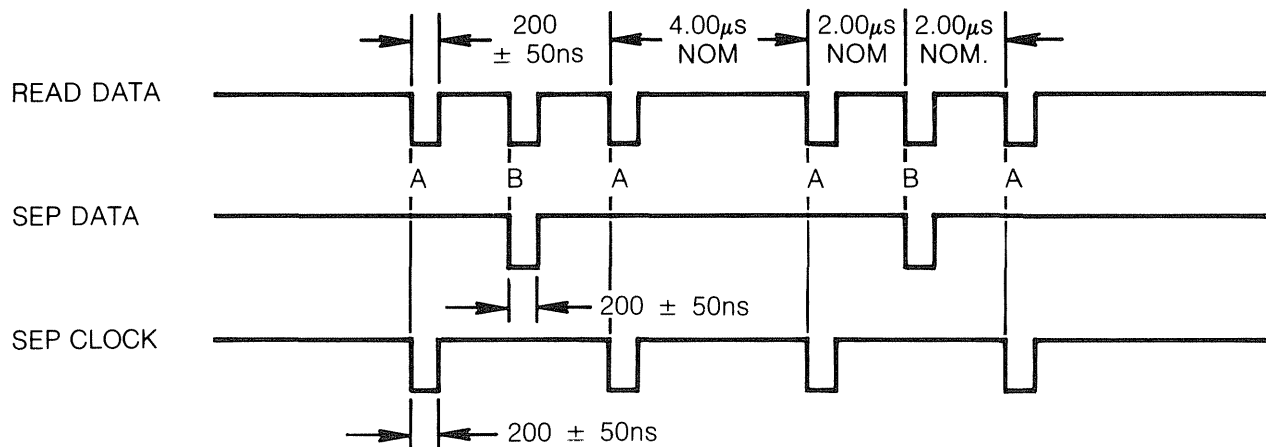 200
± 50ns
4.00µs
NOM
2.00µs
NOM
2.00µs
NOM.
READ DATA
A B A A B A
SEP DATA
200 ± 50ns
SEP CLOCK
200 ± 50ns